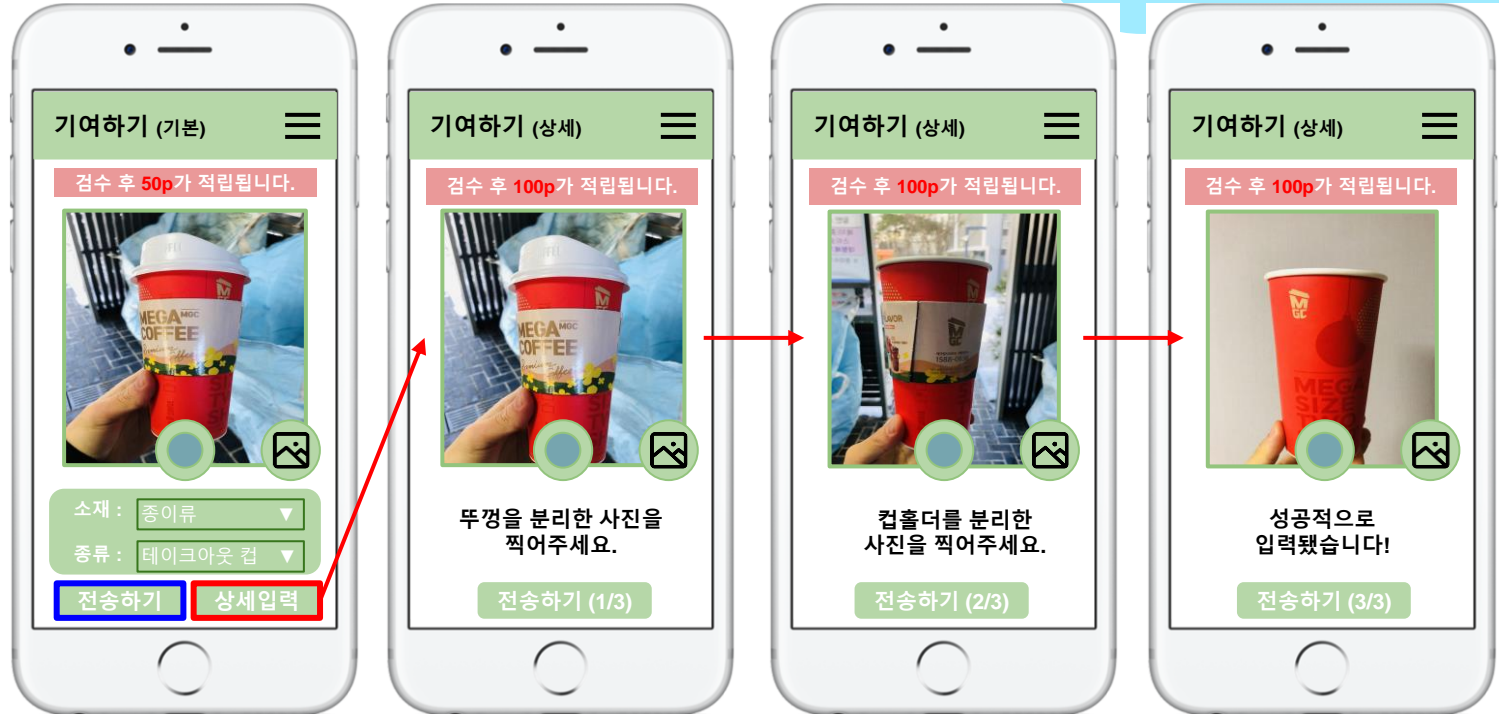 기여하기 (기본)
검수 후 50p가 적립됩니다.
MGC
MEGA MGC
COFFEE
소재 : 종이류 ▼
종류 : 테이크아웃 컵 ▼
전송하기
상세입력
기여하기 (상세)
검수 후 100p가 적립됩니다.
MGC
MEGA MGC
COFFEE
뚜껑을 분리한 사진을
찍어주세요.
전송하기 (1/3)
기여하기 (상세)
검수 후 100p가 적립됩니다.
MGC
컵홀더를 분리한
사진을 찍어주세요.
전송하기 (2/3)
기여하기 (상세)
검수 후 100p가 적립됩니다.
MGC
MEGA
SIZE
성공적으로
입력됐습니다!
전송하기 (3/3)